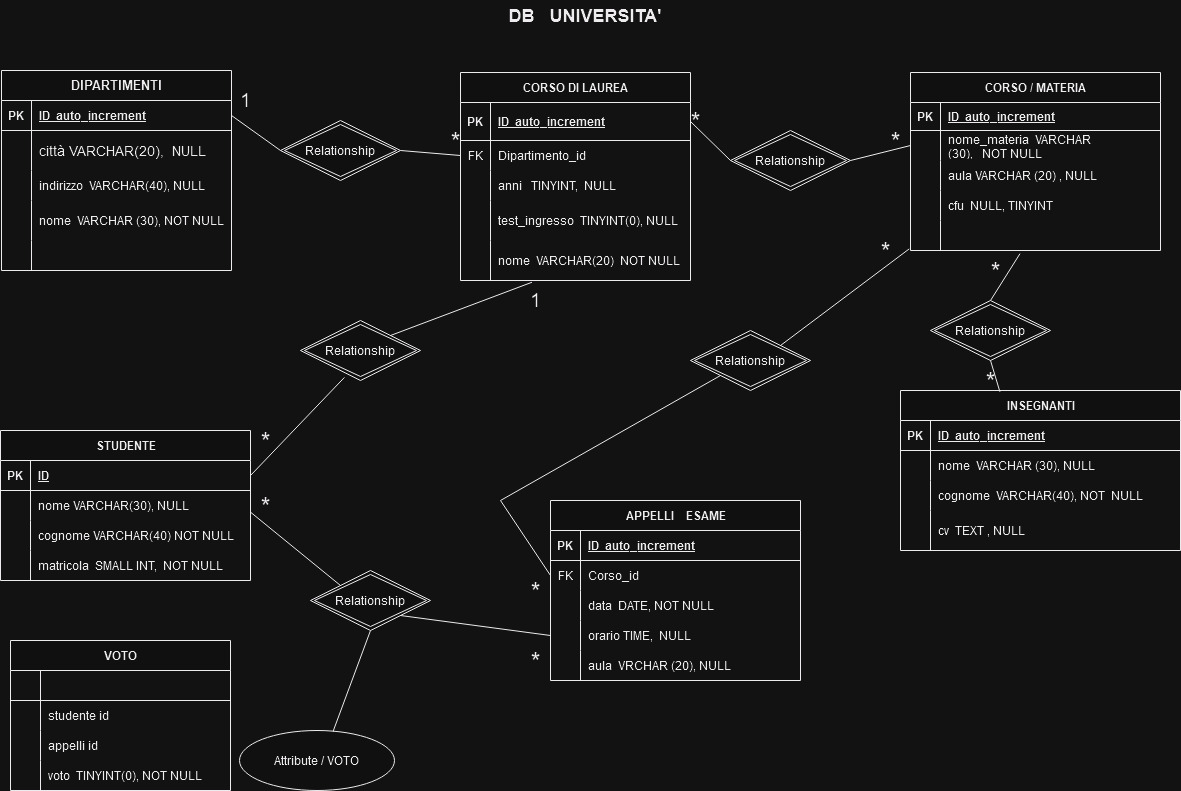 DB UNIVERSITA'
DIPARTIMENTI
PK ID_auto_increment
città VARCHAR(20), NULL
indirizzo VARCHAR(40), NULL
nome VARCHAR (30), NOT NULL
1
Relationship
*
CORSO DI LAUREA
PK ID_auto_increment
FK Dipartimento_id
anni TINYINT, NULL
test_ingresso TINYINT(0), NULL
nome VARCHAR(20) NOT NULL
*
Relationship
*
CORSO / MATERIA
PK ID_auto_increment
nome_materia VARCHAR
(30), NOT NULL
aula VARCHAR (20) , NULL
cfu NULL, TINYINT
1
Relationship
*
*
Relationship
*
*
Relationship
*
INSEGNANTI
PK ID_auto_increment
nome VARCHAR (30), NULL
cognome VARCHAR(40), NOT NULL
cv TEXT , NULL
STUDENTE
PK ID
nome VARCHAR(30), NULL
cognome VARCHAR(40) NOT NULL
matricola SMALL INT, NOT NULL
*
Relationship
*
APPELLI ESAME
PK ID_auto_increment
FK Corso_id
data DATE, NOT NULL
orario TIME, NULL
aula VRCHAR (20), NULL
VOTO
studente id
appelli id
voto TINYINT(0), NOT NULL
Attribute / VOTO